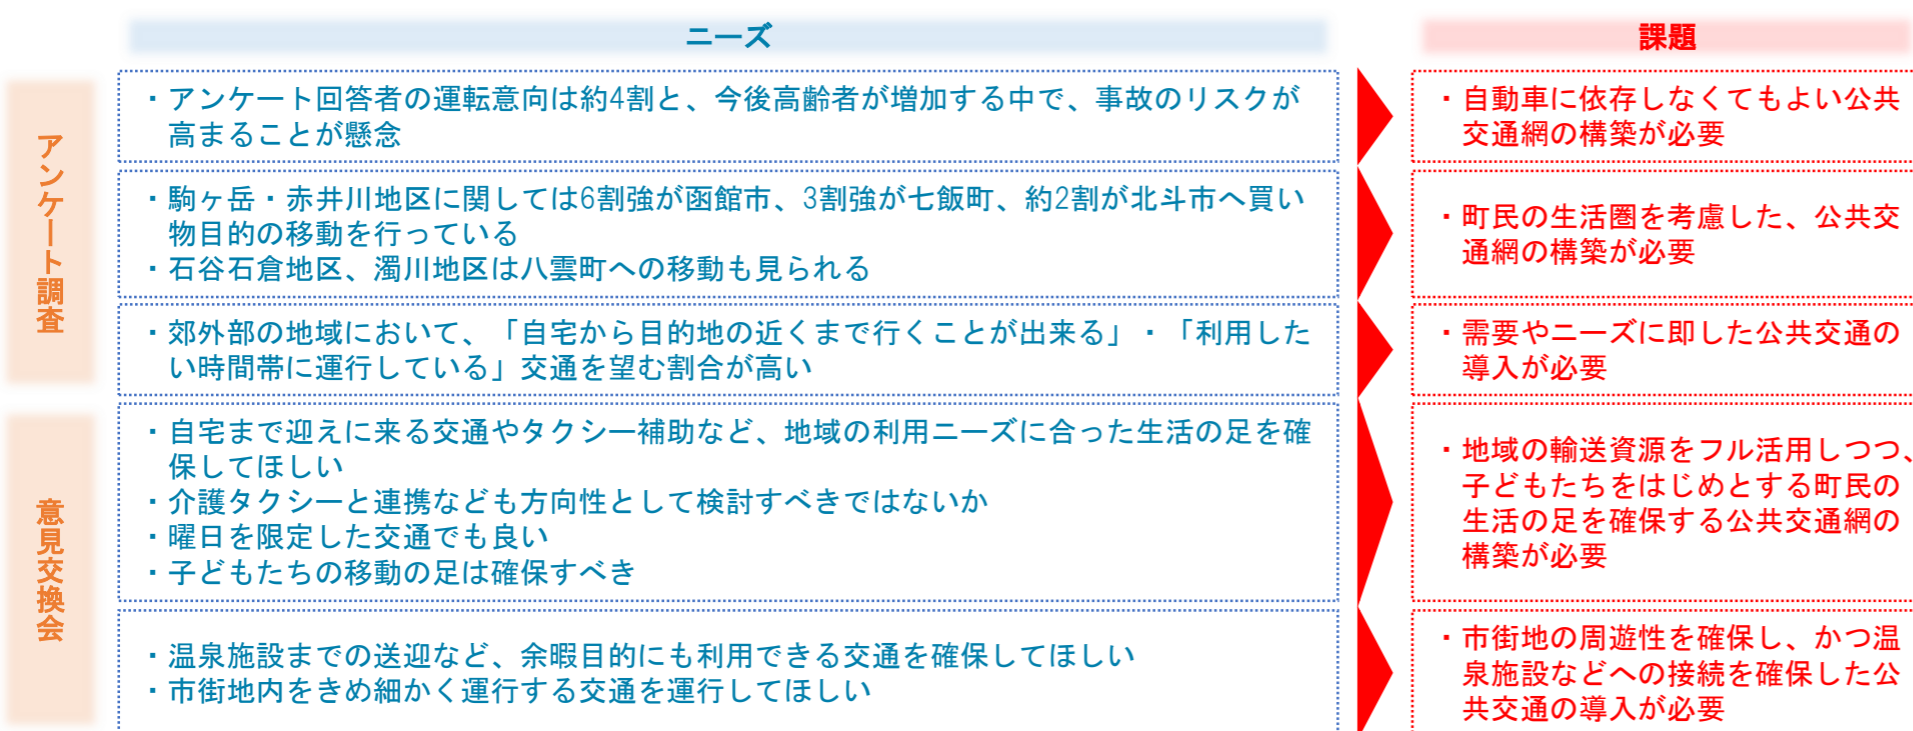 ニーズ
課題
アンケート調査
・アンケート回答者の運転意向は約4割と、今後高齢者が増加する中で、事故のリスクが
高まることが懸念
・自動車に依存しなくてもよい公共
交通網の構築が必要
・駒ヶ岳・赤井川地区に関しては6割強が函館市、3割強が七飯町、約2割が北斗市へ買い
物目的の移動を行っている
・石谷石倉地区、濁川地区は八雲町への移動も見られる
・町民の生活圏を考慮した、公共交
通網の構築が必要
・郊外部の地域において、「自宅から目的地の近くまで行くことが出来る」・「利用した
い時間帯に運行している」交通を望む割合が高い
・需要やニーズに即した公共交通の
導入が必要
意見交換会
・自宅まで迎えに来る交通やタクシー補助など、地域の利用ニーズに合った生活の足を確
保してほしい
・介護タクシーと連携なども方向性として検討すべきではないか
・曜日を限定した交通でも良い
・子どもたちの移動の足は確保すべき
・地域の輸送資源をフル活用しつつ、
子どもたちをはじめとする町民の
生活の足を確保する公共交通網の
構築が必要
・温泉施設までの送迎など、余暇目的にも利用できる交通を確保してほしい
・市街地内をきめ細かく運行する交通を運行してほしい
・市街地の周遊性を確保し、かつ温
泉施設などへの接続を確保した公
共交通の導入が必要